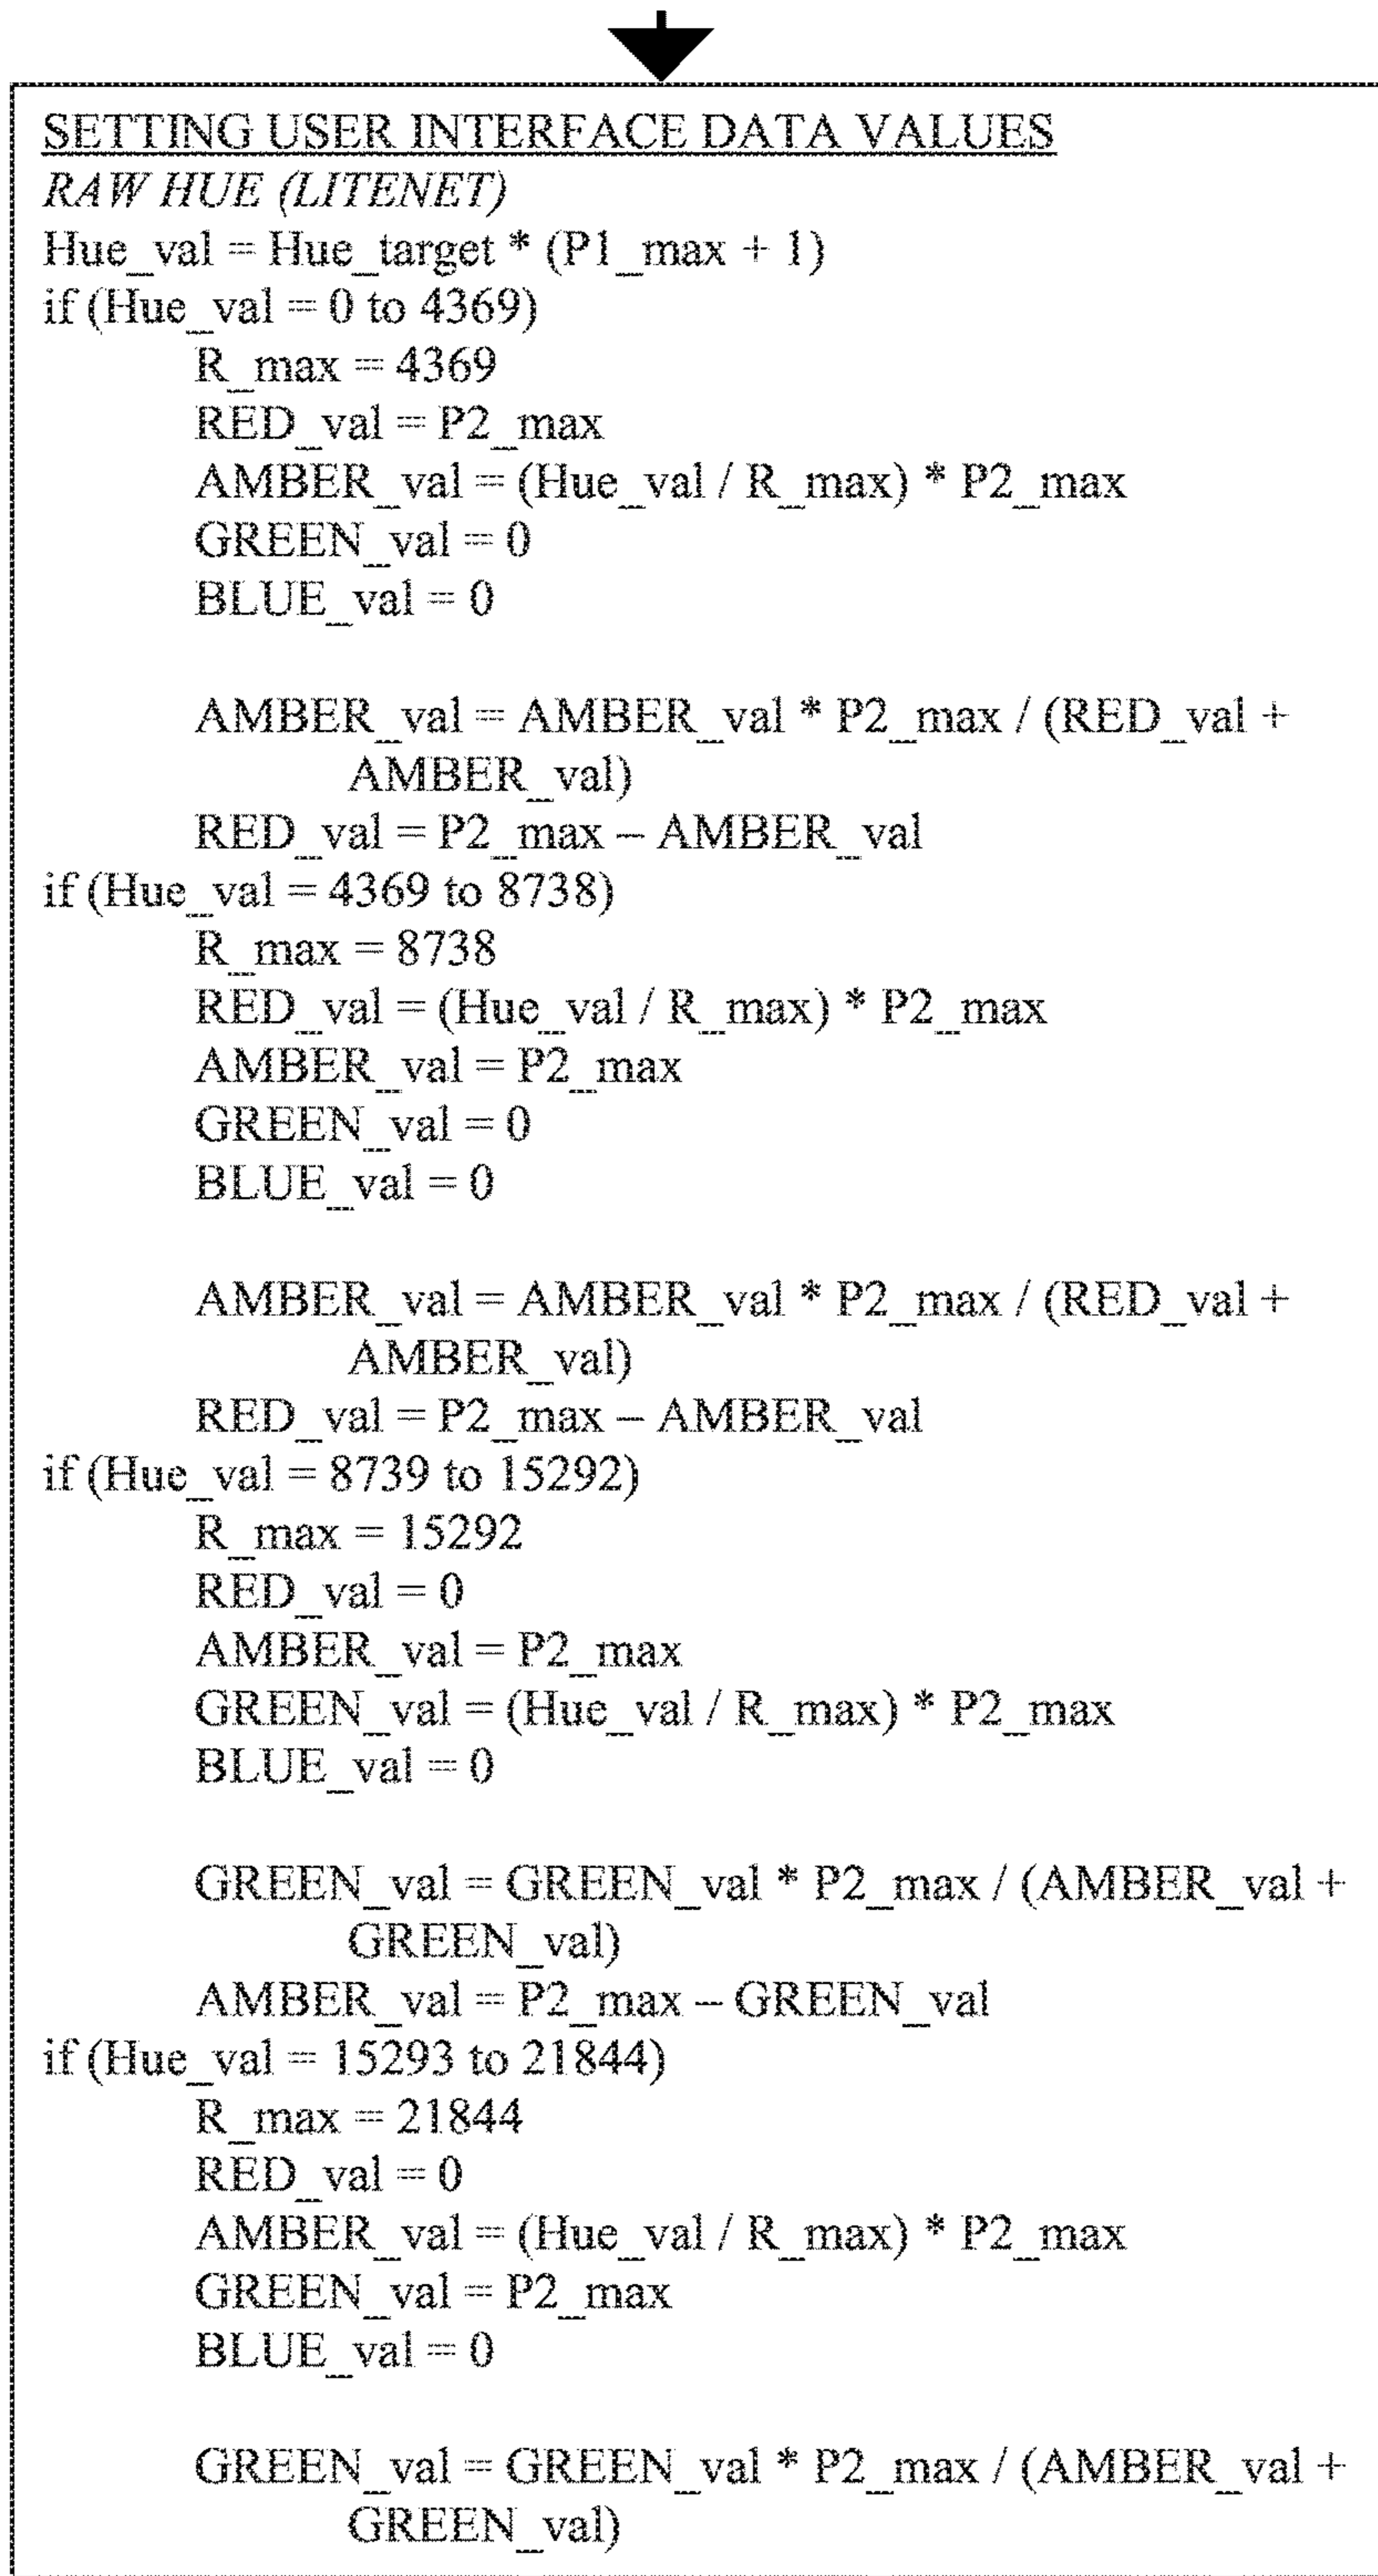 SETTING USER INTERFACE DATA VALUES
RAW HUE (LITENET)
Hue_val = Hue_target * (P1_max + 1)
if (Hue_val = 0 to 4369)
R_max = 4369
RED_val = P2_max
AMBER_val = (Hue_val / R_max) * P2_max
GREEN_val = 0
BLUE_val = 0
AMBER_val = AMBER_val * P2_max / (RED_val +
AMBER_val)
RED_val = P2_max – AMBER_val
if (Hue_val = 4369 to 8738)
R_max = 8738
RED_val = (Hue_val / R_max) * P2_max
AMBER_val = P2_max
GREEN_val = 0
BLUE_val = 0
AMBER_val = AMBER_val * P2_max / (RED_val +
AMBER_val)
RED_val = P2_max – AMBER_val
if (Hue_val = 8739 to 15292)
R_max = 15292
RED_val = 0
AMBER_val = P2_max
GREEN_val = (Hue_val / R_max) * P2_max
BLUE_val = 0
GREEN_val = GREEN_val * P2_max / (AMBER_val +
GREEN_val)
AMBER_val = P2_max – GREEN_val
if (Hue_val = 15293 to 21844)
R_max = 21844
RED_val = 0
AMBER_val = (Hue_val / R_max) * P2_max
GREEN_val = P2_max
BLUE_val = 0
GREEN_val = GREEN_val * P2_max / (AMBER_val +
GREEN_val)